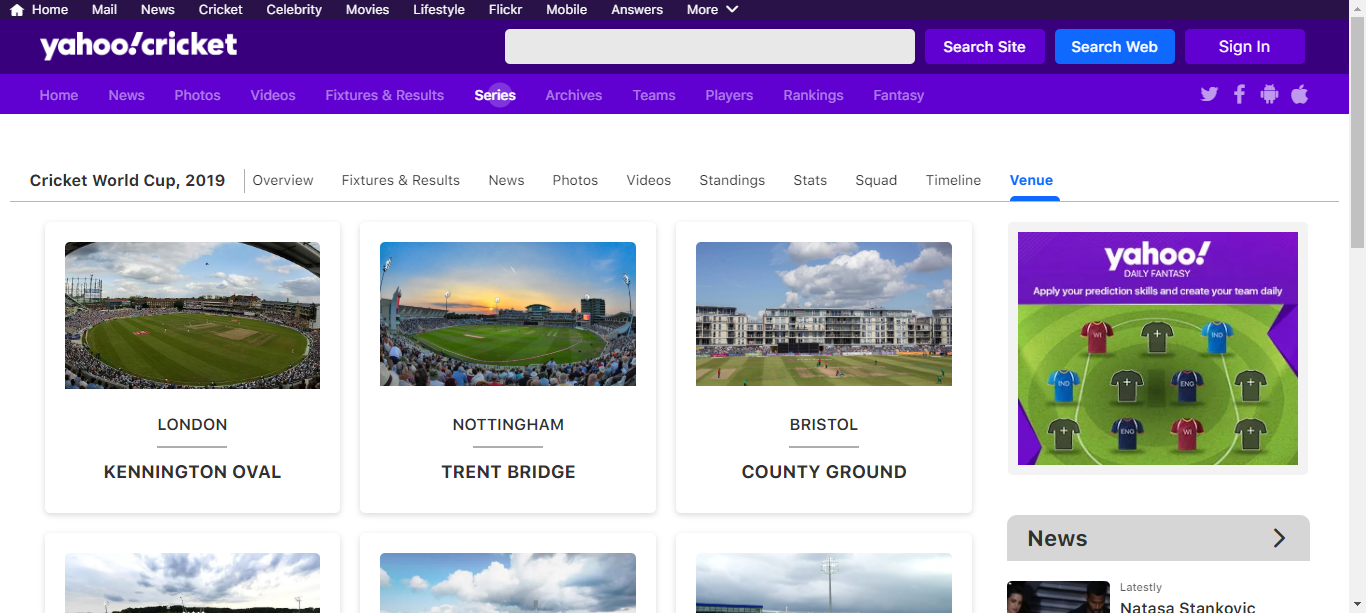 Home Mail News Cricket Celebrity Movies Lifestyle Flickr Mobile Answers More
yahoo!cricket
Search Site Search Web Sign In
Home News Photos Videos Fixtures & Results Series Archives Teams Players Rankings Fantasy
Cricket World Cup, 2019 Overview Fixtures & Results News Photos Videos Standings Stats Squad Timeline Venue
LONDON
KENNINGTON OVAL
NOTTINGHAM
TRENT BRIDGE
BRISTOL
COUNTY GROUND
yahoo!
DAILY FANTASY
Apply your prediction skills and create your team daily
WI + IND
IND + ENG +
+ ENG WI +
News
Latestly
Natasa Stankovic